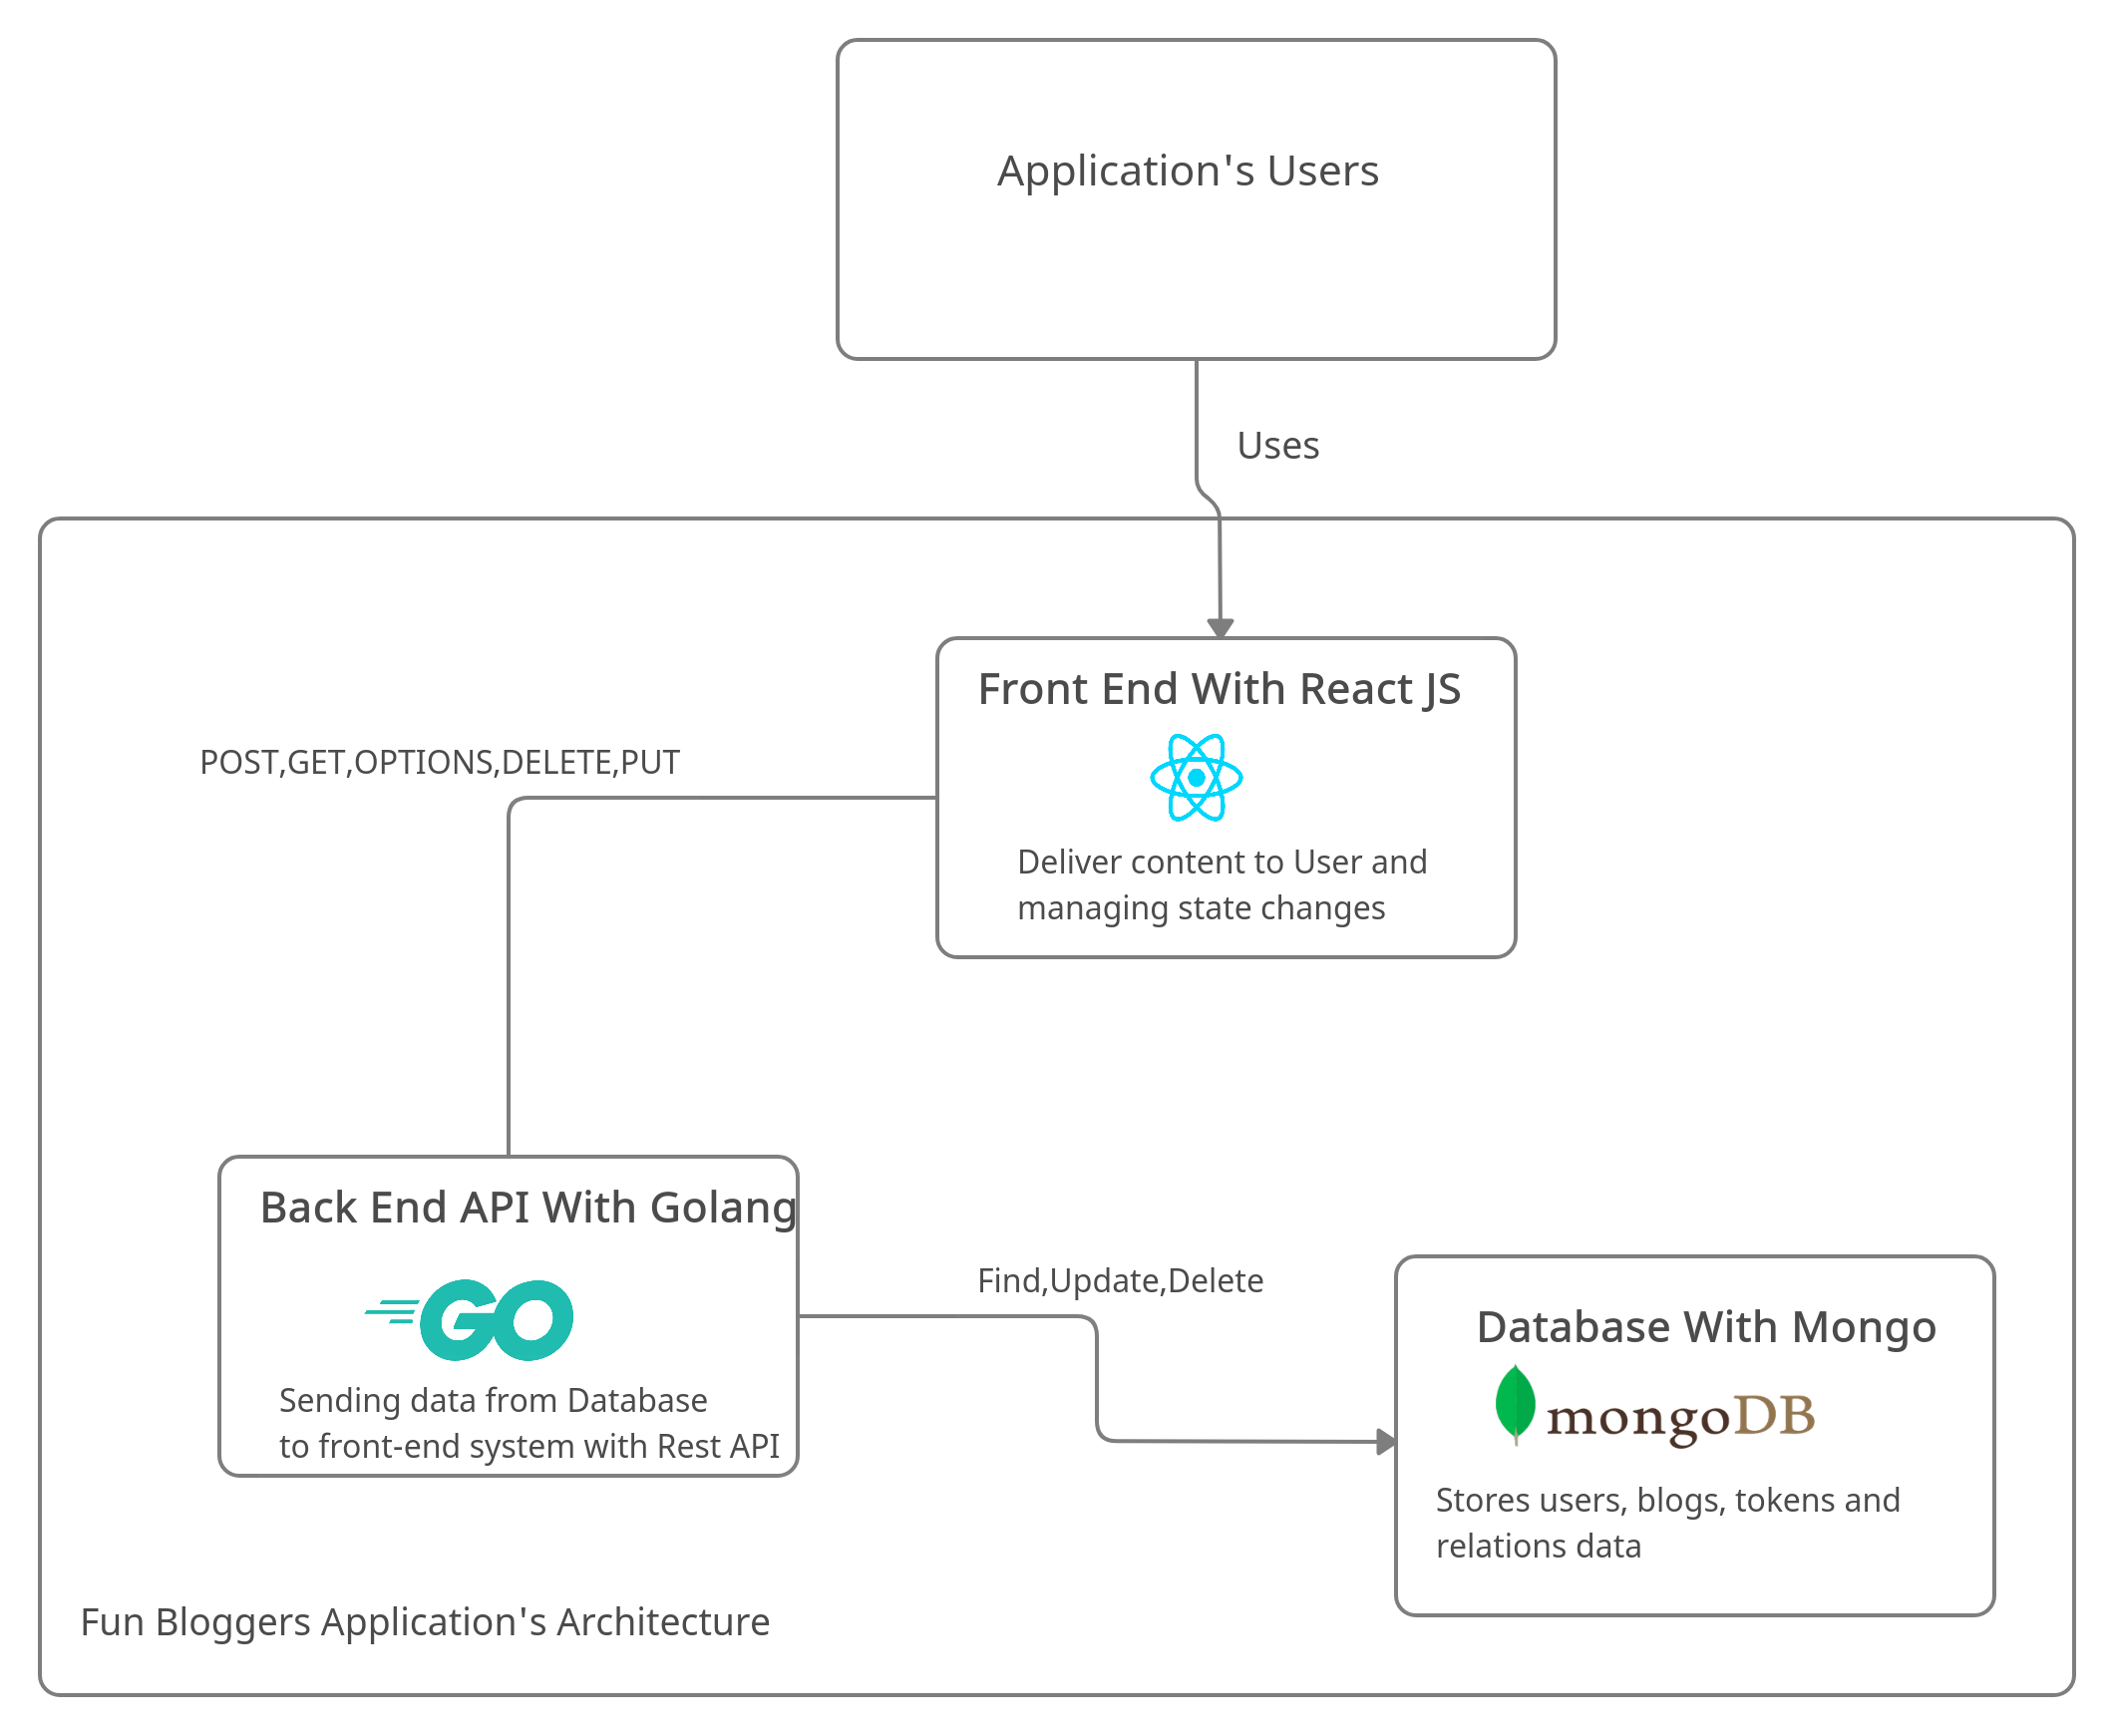 Application's Users
Uses
Front End With React JS
POST,GET,OPTIONS,DELETE,PUT
Deliver content to User and
managing state changes
Back End API With Golang
GO
Sending data from Database
to front-end system with Rest API
Find,Update,Delete
Database With Mongo
mongoDB
Stores users, blogs, tokens and
relations data
Fun Bloggers Application's Architecture